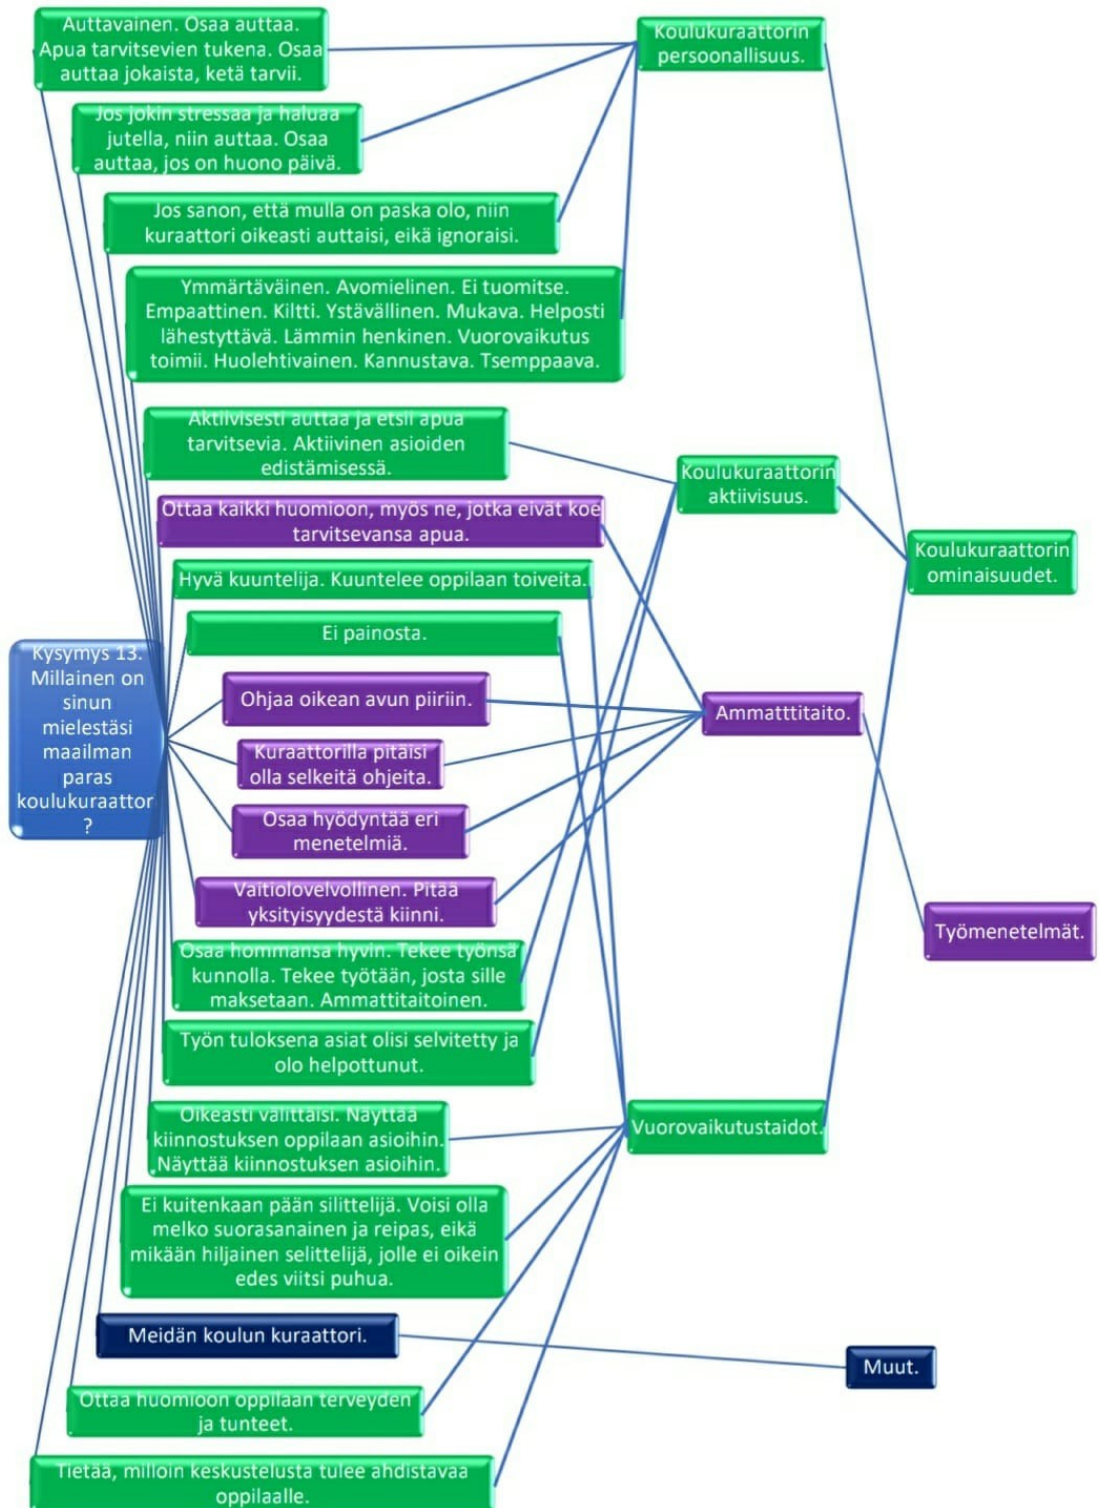 Auttavainen. Osaa auttaa.
Apua tarvitsevien tukena. Osaa
auttaa jokaista, ketä tarvii.
Koulukuraattorin
persoonallisuus.
Jos jokin stressaa ja haluaa
jutella, niin auttaa. Osaa
auttaa, jos on huono päivä.
Jos sanon, että mulla on paska olo, niin
kuraattori oikeasti auttaisi, eikä ignoraisi.
Ymmärtäväinen. Avomielinen. Ei tuomitse.
Empaattinen. Kiltti. Ystävällinen. Mukava. Helposti
lähestyttävä. Lämmin henkinen. Vuorovaikutus
toimii. Huolehtivainen. Kannustava. Tsemppaava.
Aktiivisesti auttaa ja etsii apua
tarvitsevia. Aktiivinen asioiden
edistämisessä.
Koulukuraattorin
aktiivisuus.
Ottaa kaikki huomioon, myös ne, jotka eivät koe
tarvitsevansa apua.
Koulukuraattorin
ominaisuudet.
Hyvä kuuntelija. Kuuntelee oppilaan toiveita.
Ei painosta.
Kysymys 13.
Millainen on
sinun
mielestäsi
maailman
paras
koulukuraattor
?
Ohjaa oikean avun piiriin.
Ammatttitaito.
Kuraattorilla pitäisi
olla selkeitä ohjeita.
Osaa hyödyntää eri
menetelmiä.
Vaitiolovelvollinen. Pitää
yksityisyydestä kiinni.
Työmenetelmät.
Osaa hommansa hyvin. Tekee työnsä
kunnolla. Tekee työtään, josta sille
maksetaan. Ammattitaitoinen.
Työn tuloksena asiat olisi selvitetty ja
olo helpottunut.
Oikeasti välittäisi. Näyttää
kiinnostuksen oppilaan asioihin.
Näyttää kiinnostuksen asioihin.
Vuorovaikutustaidot.
Ei kuitenkaan pään silittelijä. Voisi olla
melko suorasanainen ja reipas, eikä
mikään hiljainen selittelijä, jolle ei oikein
edes viitsi puhua.
Meidän koulun kuraattori.
Muut.
Ottaa huomioon oppilaan terveyden
ja tunteet.
Tietää, milloin keskustelusta tulee ahdistavaa
oppilaalle.